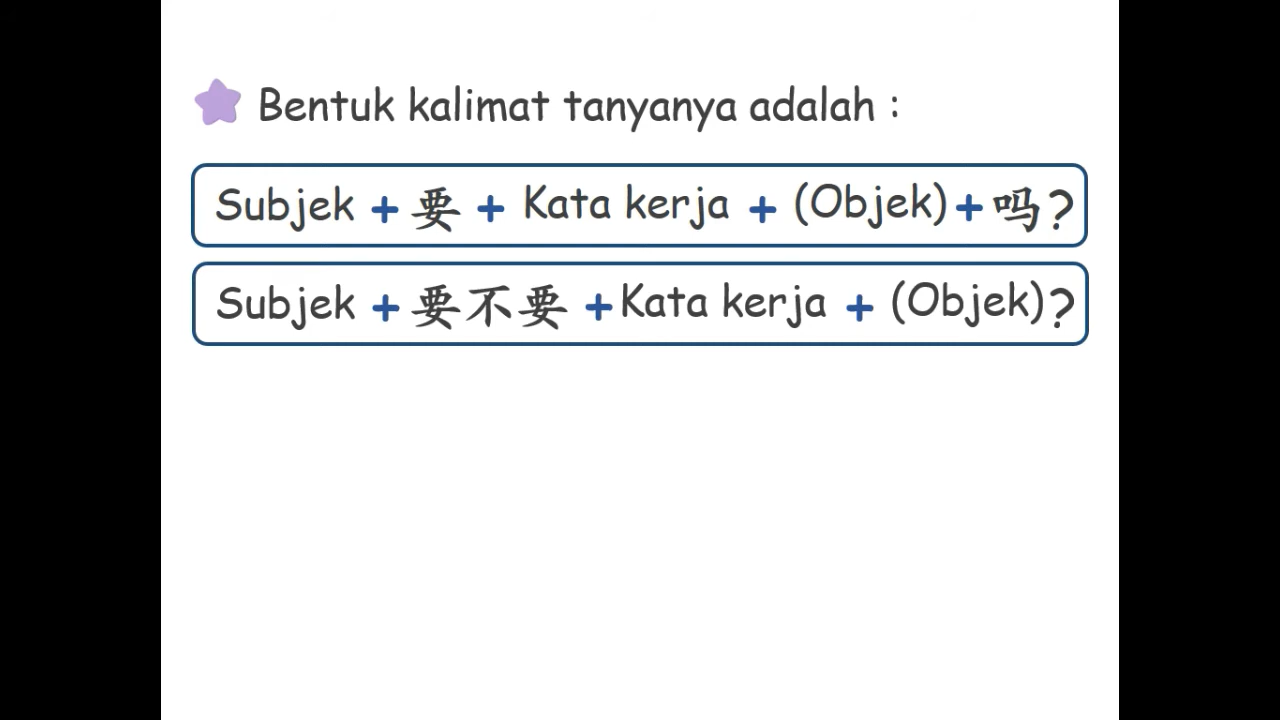 Bentuk kalimat tanyanya adalah :
Subjek + 要 + Kata kerja + (Objek) + 吗?
Subjek + 要不要 + Kata kerja + (Objek)?